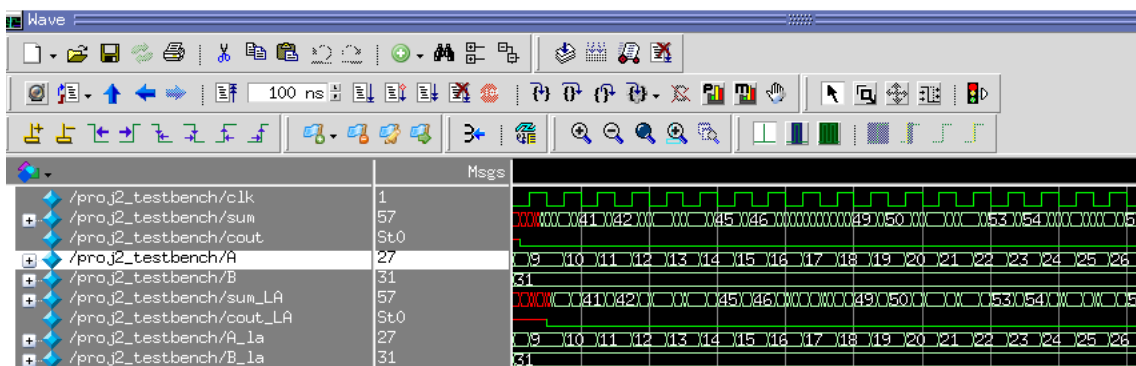 Wave
100 ns
Msgs
/proj2_testbench/clk 1
/proj2_testbench/sum 57 41 42 45 46 49 50 53 54 5
/proj2_testbench/cout St0
/proj2_testbench/A 27 9 10 11 12 13 14 15 16 17 18 19 20 21 22 23 24 25 26
/proj2_testbench/B 31 31
/proj2_testbench/sum_LA 57 41 42 45 46 49 50 53 54 5
/proj2_testbench/cout_LA St0
/proj2_testbench/A_la 27 9 10 11 12 13 14 15 16 17 18 19 20 21 22 23 24 25 26
/proj2_testbench/B_la 31 31